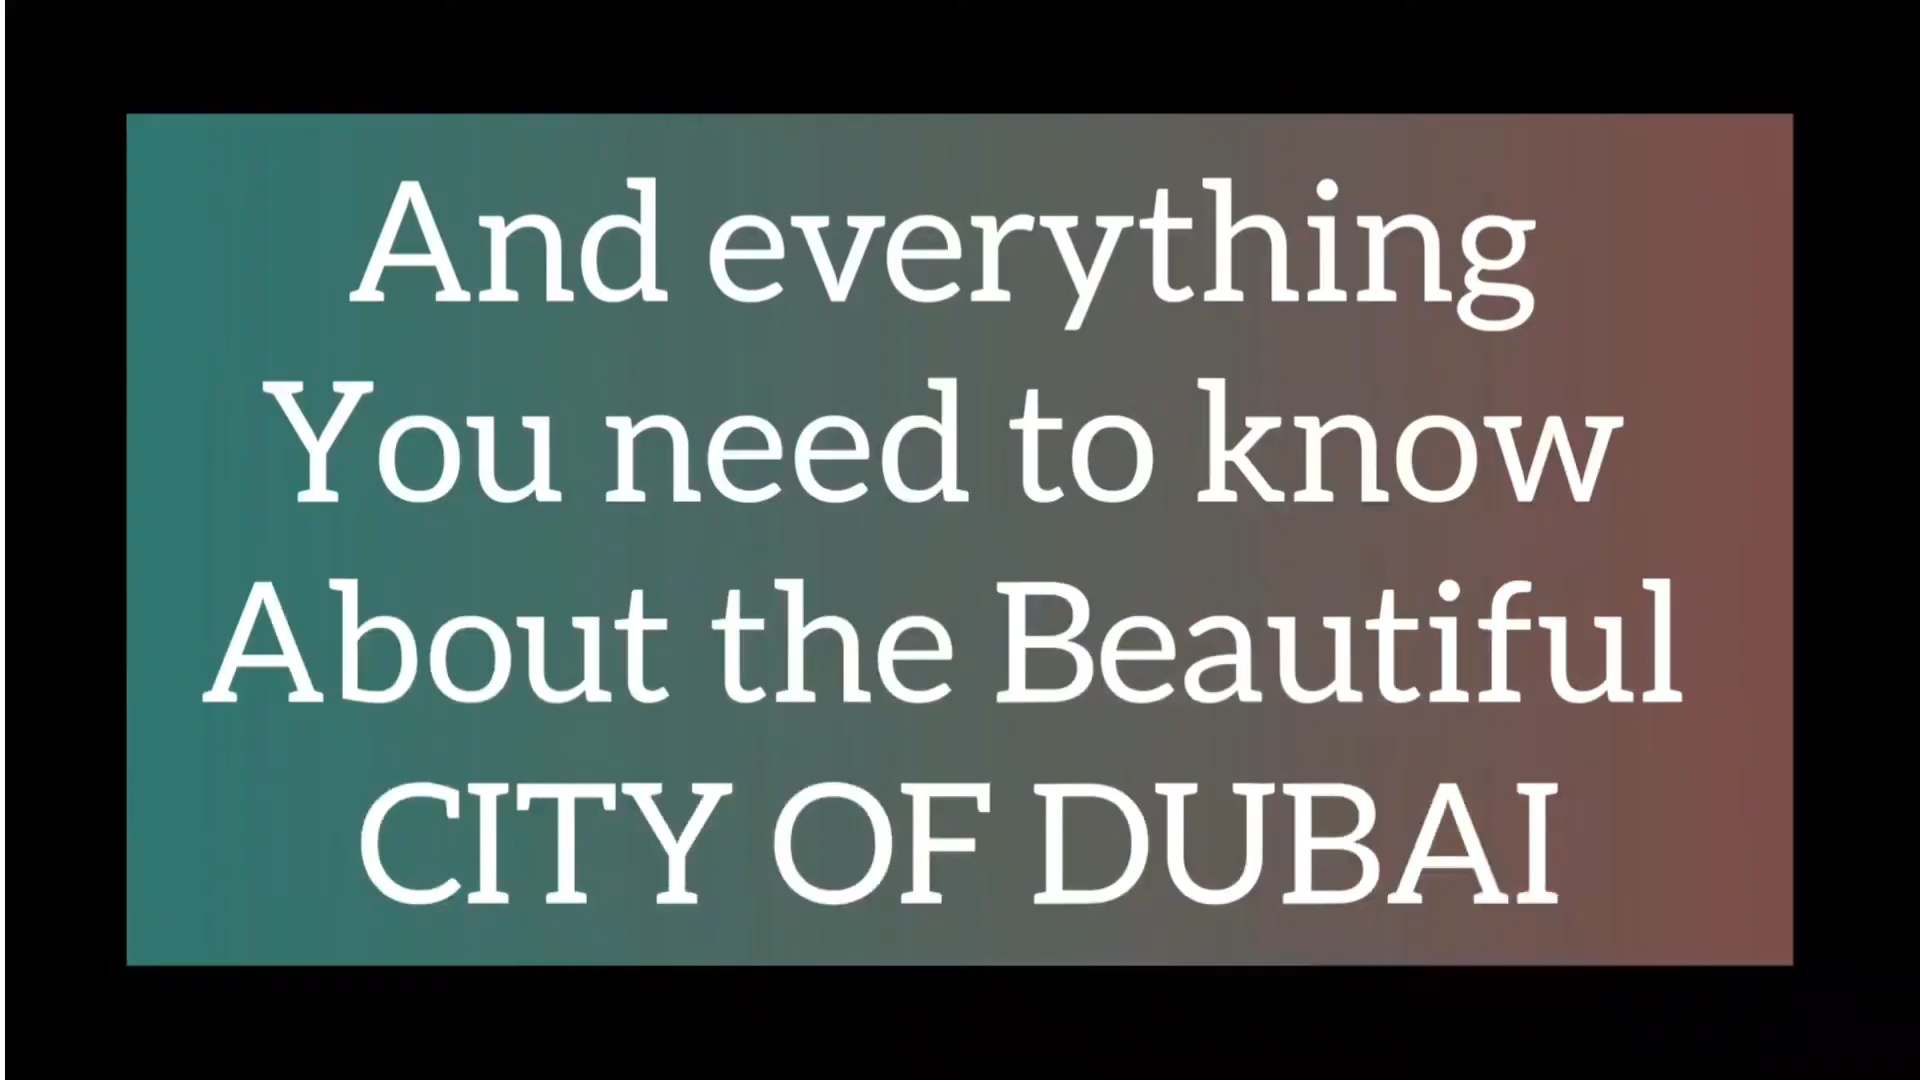 And everything
You need to know
About the Beautiful
CITY OF DUBAI